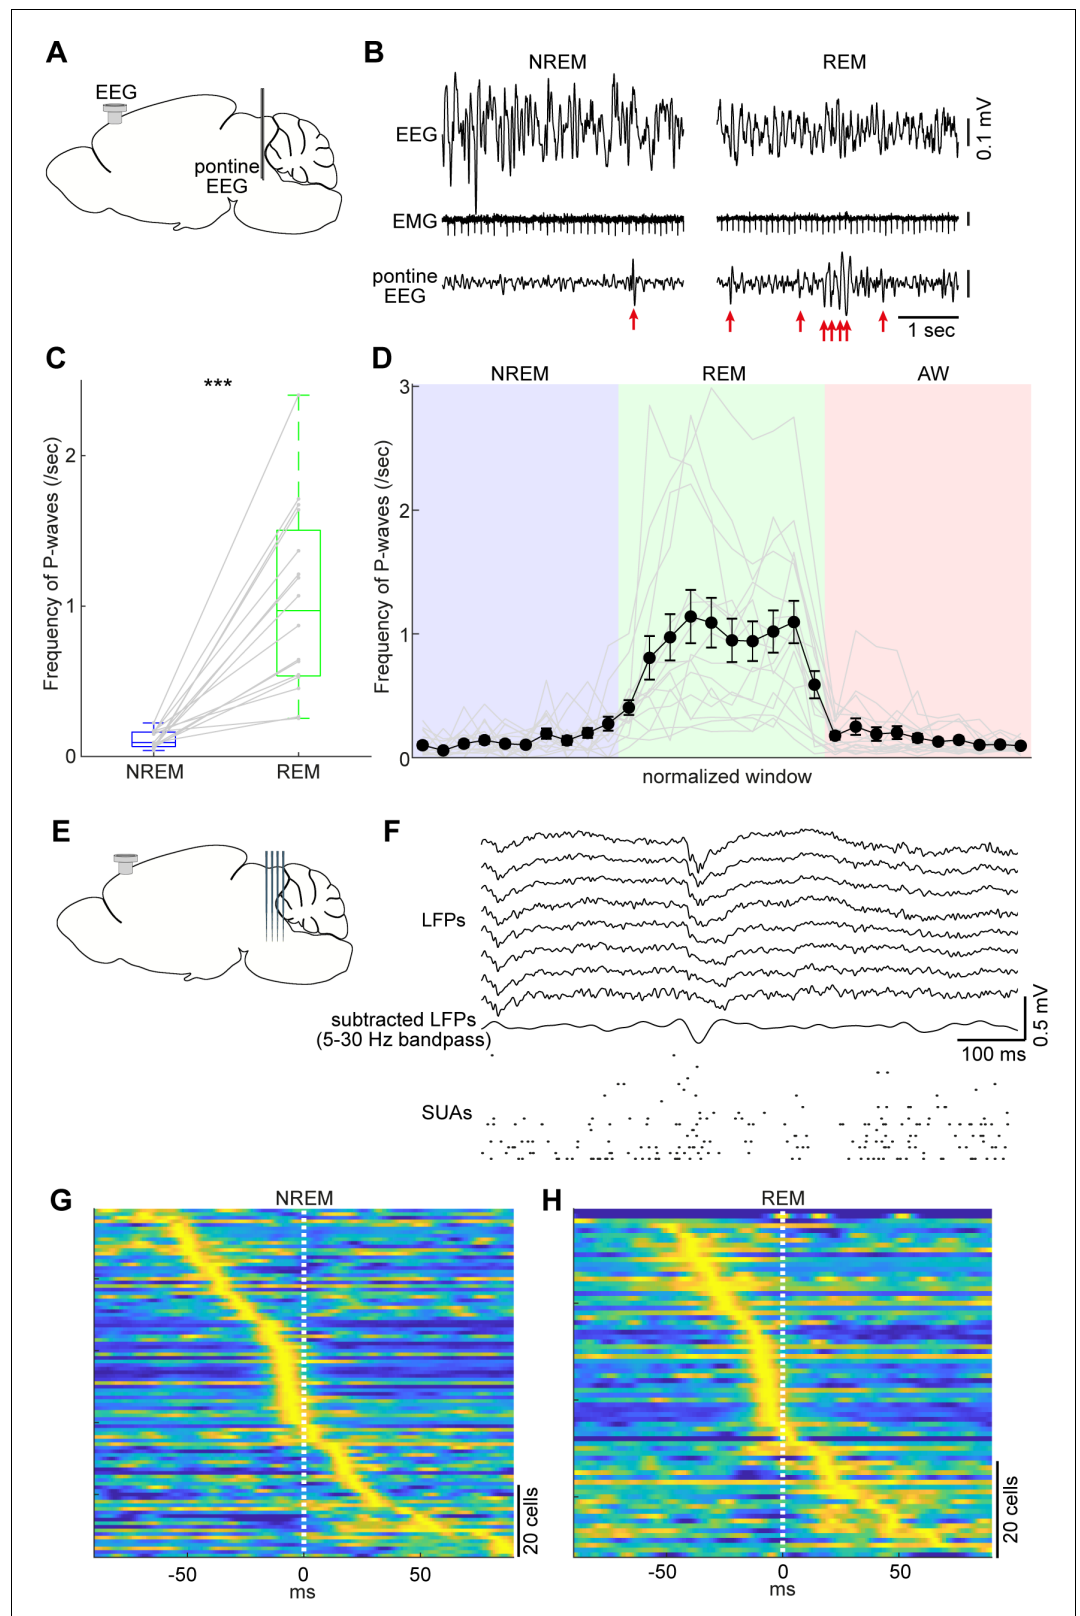 A
EEG
pontine
EEG
B
NREM
REM
EEG
0.1 mV
EMG
pontine
EEG
1 sec
C
***
Frequency of P-waves (/sec)
2
1
0
NREM
REM
D
NREM
REM
AW
Frequency of P-waves (/sec)
3
2
1
0
normalized window
E
F
LFPs
subtracted LFPs
(5-30 Hz bandpass)
0.5 mV
100 ms
SUAs
G
NREM
20 cells
-50
0
50
ms
H
REM
20 cells
-50
0
50
ms